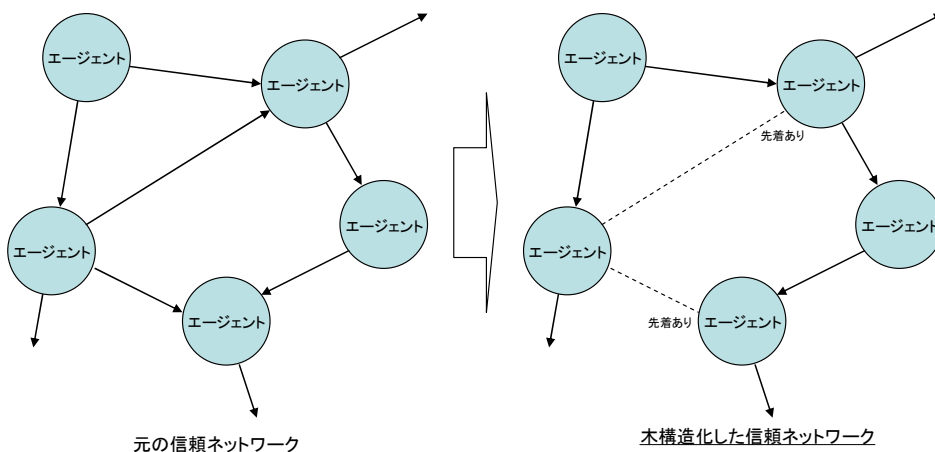 エージェント
エージェント
エージェント
エージェント
エージェント
元の信頼ネットワーク
エージェント
エージェント
先着あり
エージェント
エージェント
先着あり
エージェント
木構造化した信頼ネットワーク